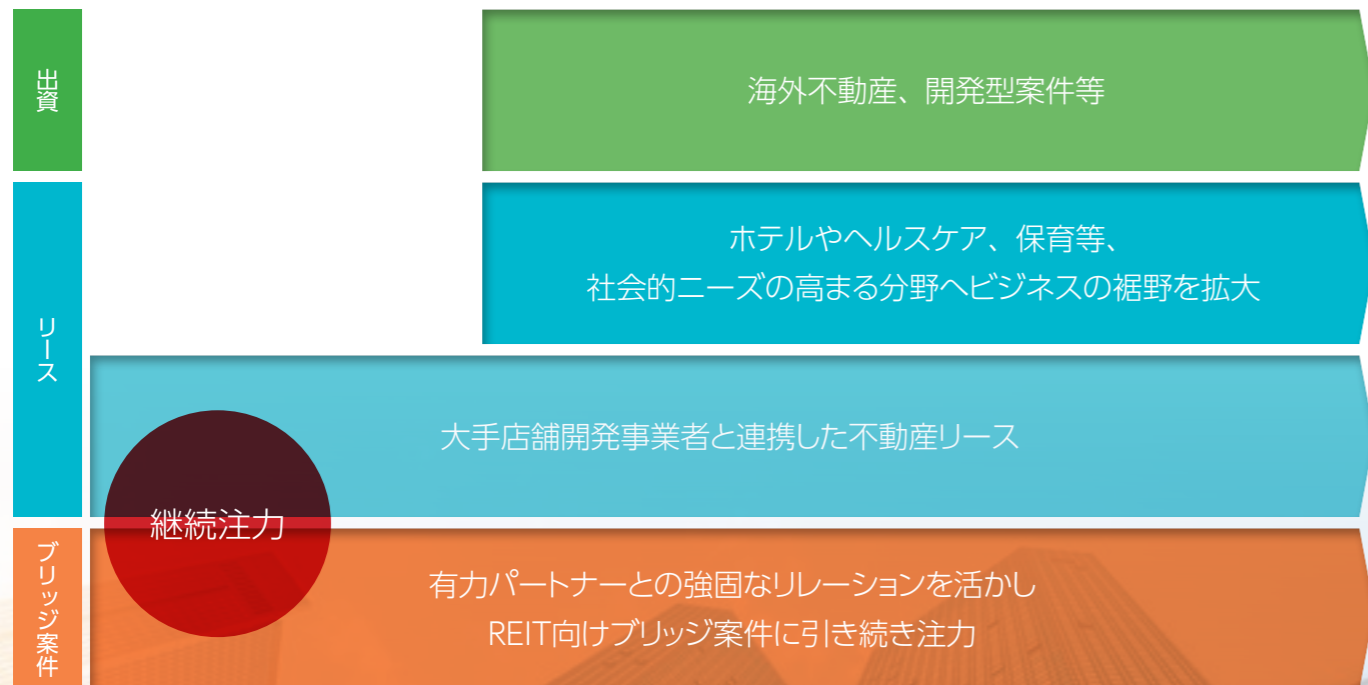 出資
海外不動産、開発型案件等
リース
ホテルやヘルスケア、保育等、
社会的ニーズの高まる分野へビジネスの裾野を拡大
大手店舗開発事業者と連携した不動産リース
継続注力
ブリッジ案件
有力パートナーとの強固なリレーションを活かし
REIT向けブリッジ案件に引き続き注力